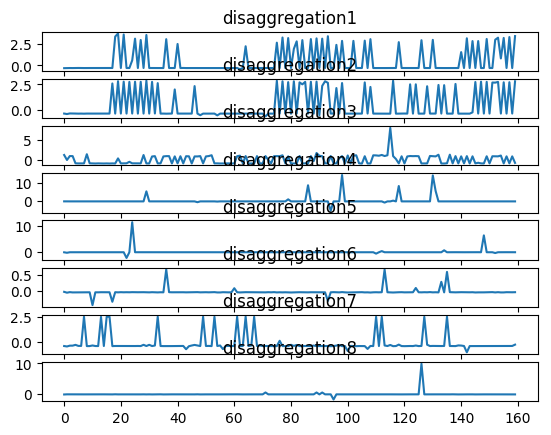 disaggregation1
2.5
0.0
disaggregation2
2.5
0.0
disaggregation3
5
0
disaggregation4
10
0
disaggregation5
10
0
disaggregation6
0.5
0.0
disaggregation7
2.5
0.0
disaggregation8
10
0
0 20 40 60 80 100 120 140 160